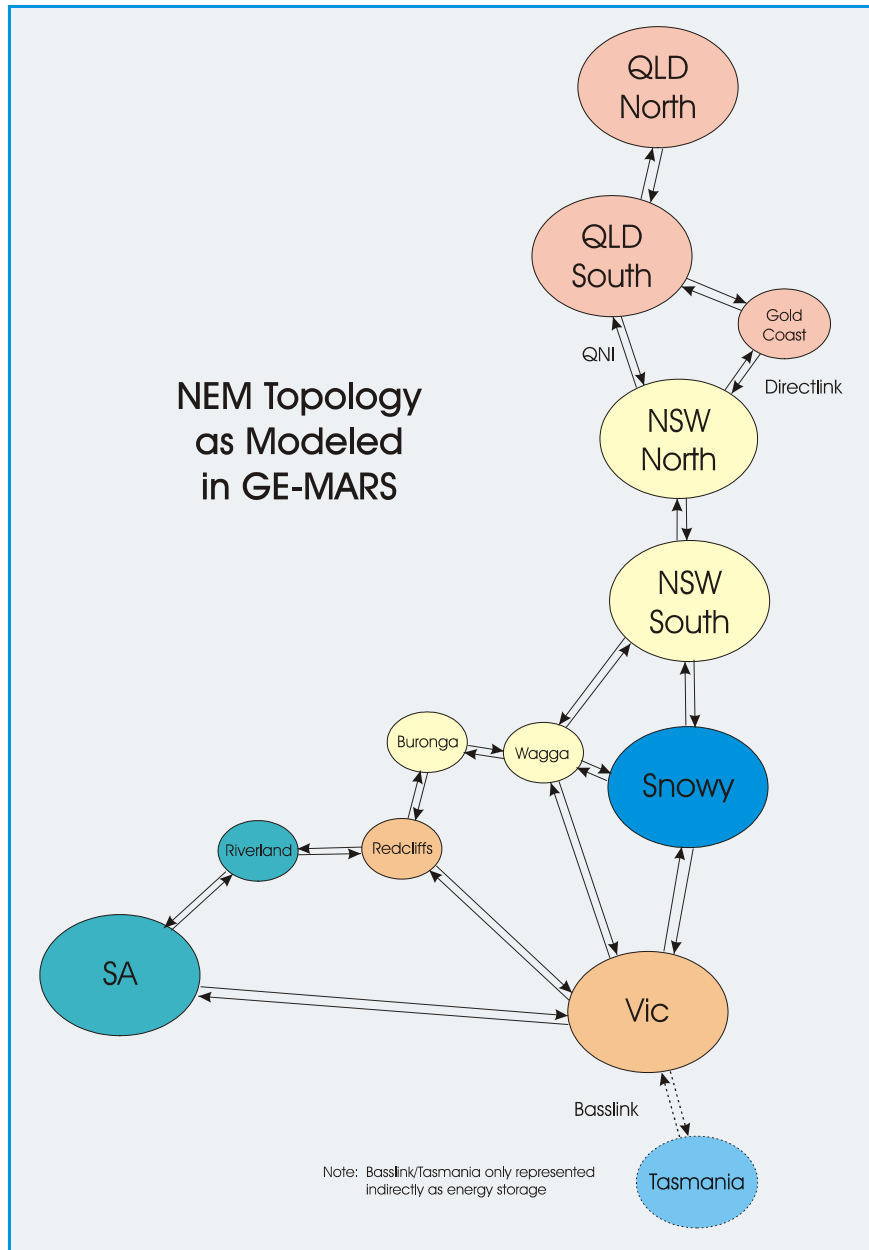 QLD
North
QLD
South
Gold
Coast
QNI
Directlink
NEM Topology
as Modeled
in GE-MARS
NSW
North
NSW
South
Buronga
Wagga
Snowy
Riverland
Redcliffs
SA
Vic
Basslink
Note: Basslink/Tasmania only represented
indirectly as energy storage
Tasmania